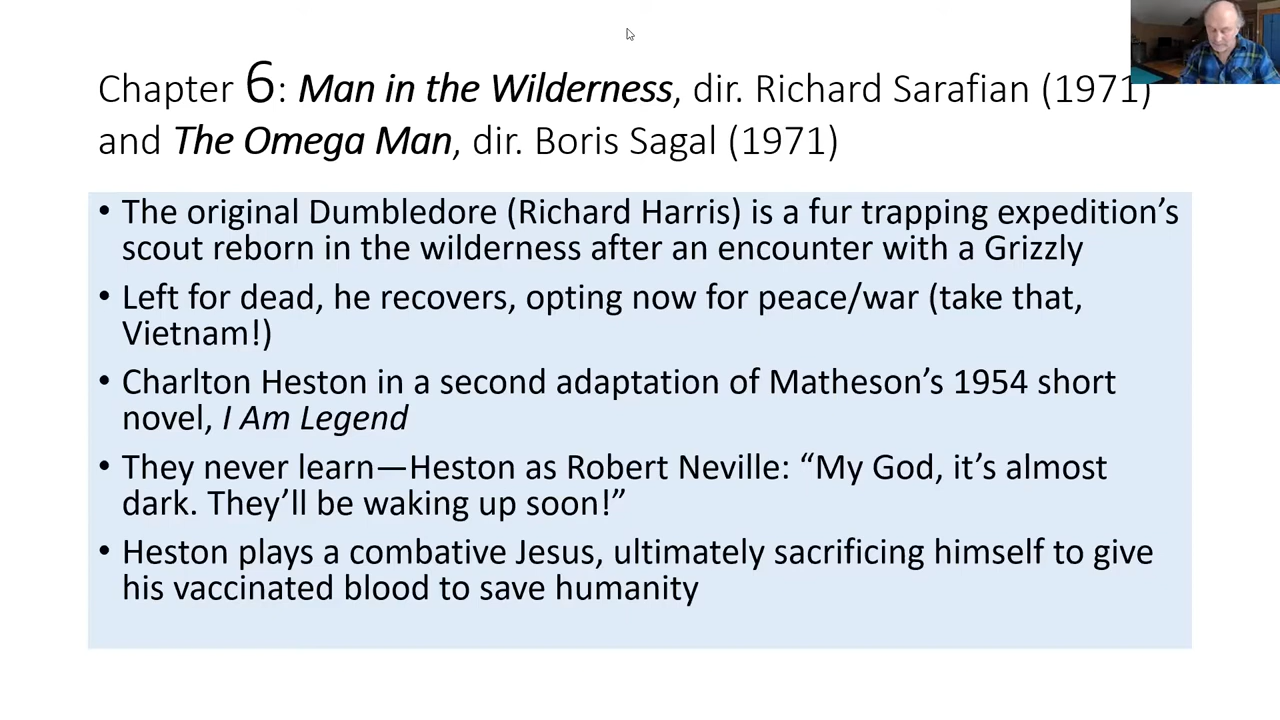 Chapter 6: Man in the Wilderness, dir. Richard Sarafian (1971)
and The Omega Man, dir. Boris Sagal (1971)
• The original Dumbledore (Richard Harris) is a fur trapping expedition’s
scout reborn in the wilderness after an encounter with a Grizzly
• Left for dead, he recovers, opting now for peace/war (take that,
Vietnam!)
• Charlton Heston in a second adaptation of Matheson’s 1954 short
novel, I Am Legend
• They never learn—Heston as Robert Neville: “My God, it’s almost
dark. They’ll be waking up soon!”
• Heston plays a combative Jesus, ultimately sacrificing himself to give
his vaccinated blood to save humanity